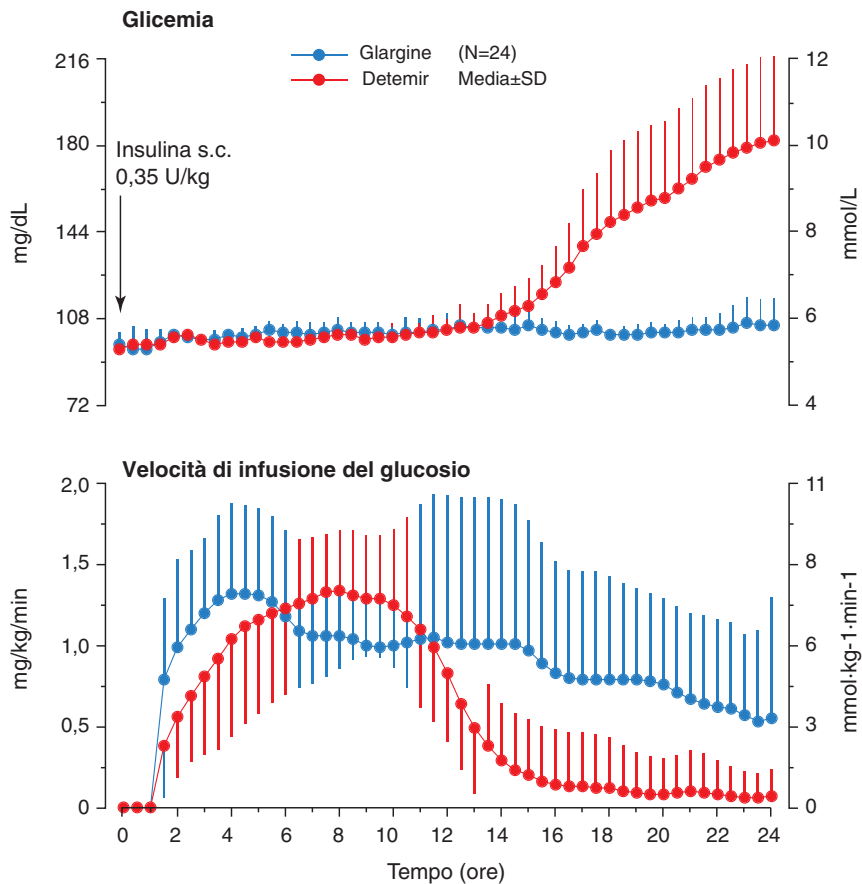 Glicemia
Glargine (N=24)
Detemir Media±SD
216
180
144
108
72
mg/dL
Insulina s.c.
0,35 U/kg
12
10
8
6
4
mmol/L
Velocità di infusione del glucosio
2,0
1,5
1,0
0,5
0
mg/kg/min
11
9
6
3
0
mmol·kg-1·min-1
0 2 4 6 8 10 12 14 16 18 20 22 24
Tempo (ore)